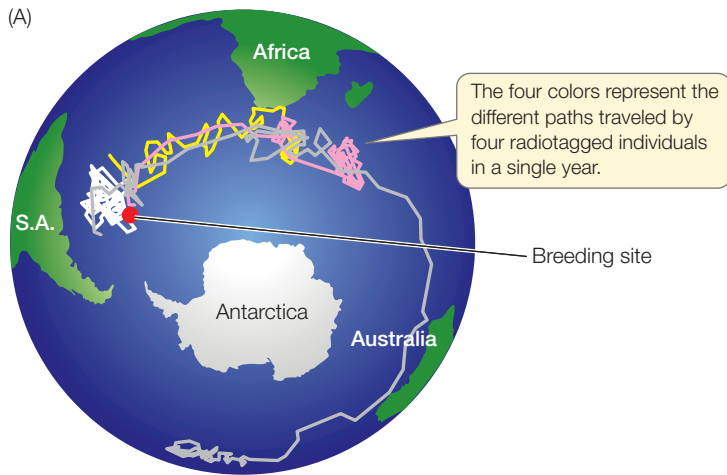 (A)
Africa
The four colors represent the
different paths traveled by
four radiotagged individuals
in a single year.
S.A.
Breeding site
Antarctica
Australia